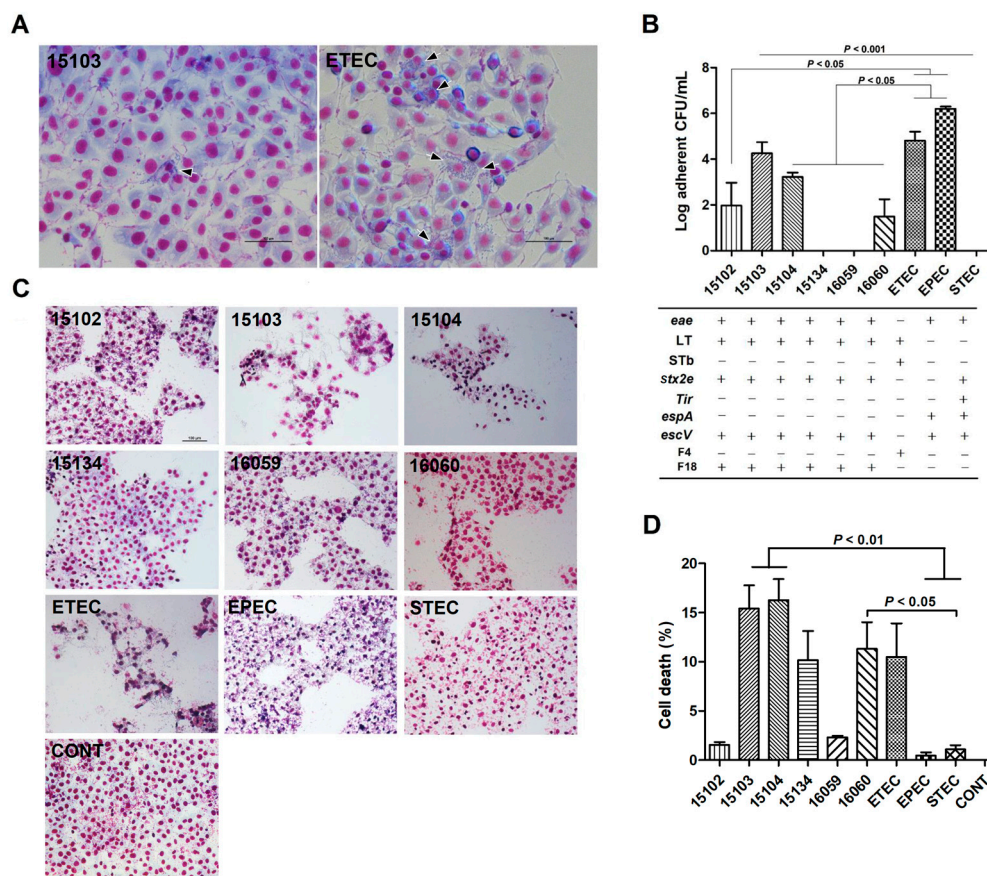 A
15103
ETEC
B
P < 0.001
P < 0.05
P < 0.05
Log adherent CFU/mL
8
6
4
2
0
15102 15103 15104 15134 16059 16060 ETEC EPEC STEC
eae + + + + + + – + +
LT + + + + + + + – –
STb – – – – – – + – –
stx2e + + + + + + – – +
Tir – – – – – – – – +
espA – – – – – – – + +
escV + + + + + + – + +
F4 – – – – – – + – –
F18 + + + + + + – – –
C
15102
100 µm
15103
15104
15134
16059
16060
ETEC
EPEC
STEC
CONT
D
P < 0.01
P < 0.05
Cell death (%)
20
15
10
5
0
15102 15103 15104 15134 16059 16060 ETEC EPEC STEC CONT